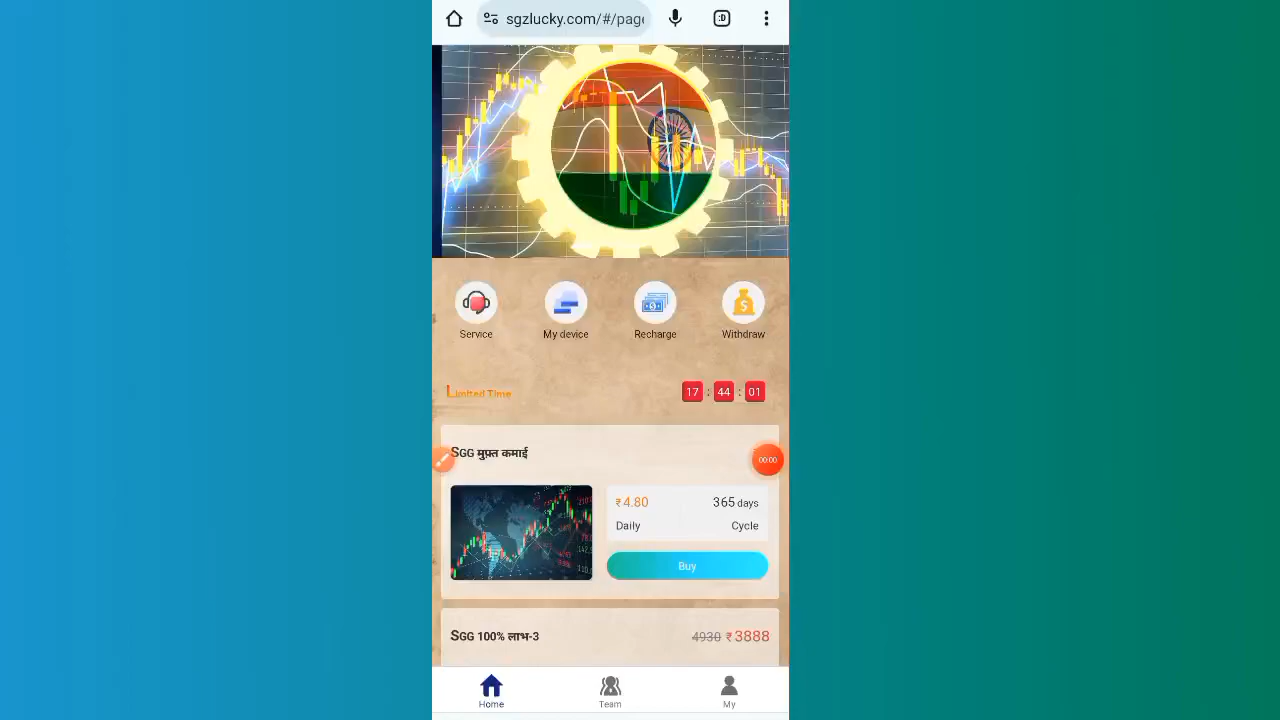 sgzlucky.com/#/page
:D
Service
My device
Recharge
Withdraw
Limited Time
17 : 44 : 01
SGG मुफ़्त कमाई
00:00
₹4.80
365 days
Daily
Cycle
Buy
SGG 100% लाभ-3
4930 ₹3888
Home
Team
My